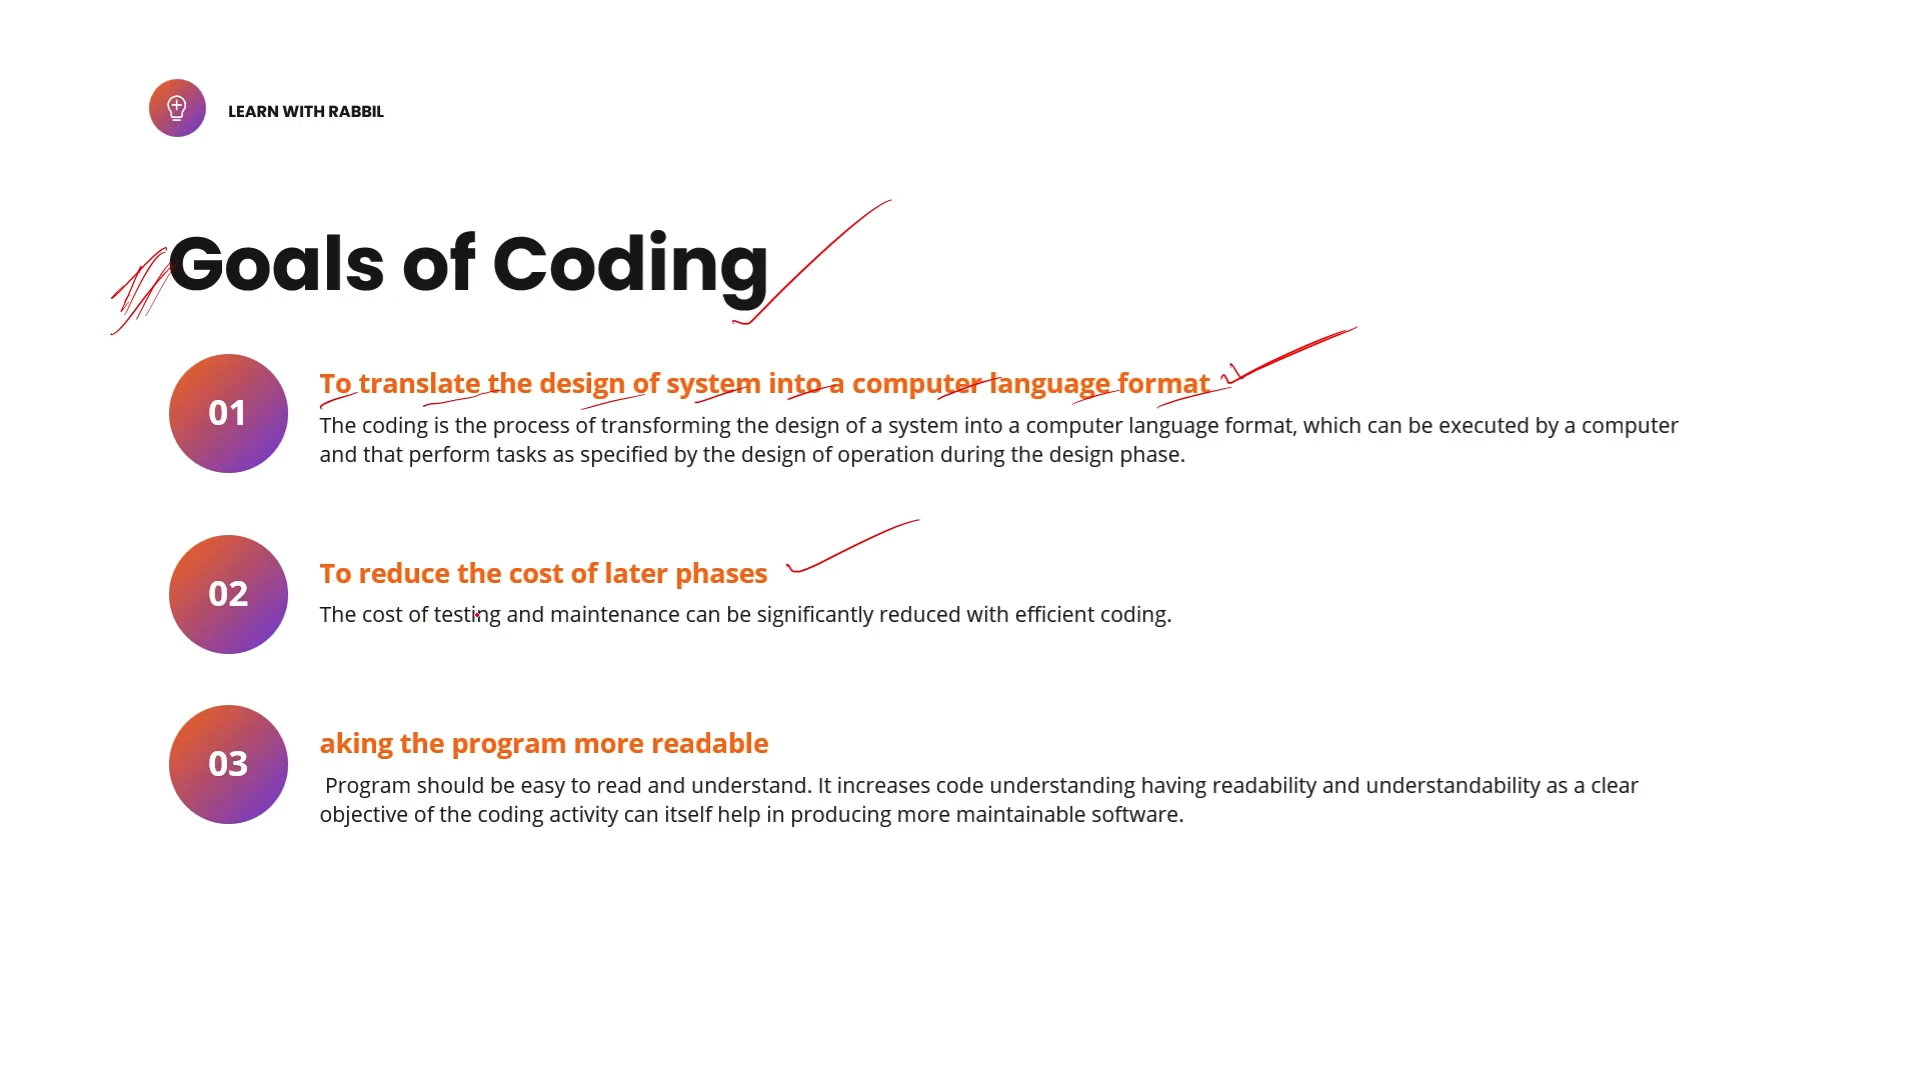 LEARN WITH RABBIL
Goals of Coding
01
To translate the design of system into a computer language format
The coding is the process of transforming the design of a system into a computer language format, which can be executed by a computer
and that perform tasks as specified by the design of operation during the design phase.
02
To reduce the cost of later phases
The cost of testing and maintenance can be significantly reduced with efficient coding.
03
aking the program more readable
Program should be easy to read and understand. It increases code understanding having readability and understandability as a clear
objective of the coding activity can itself help in producing more maintainable software.